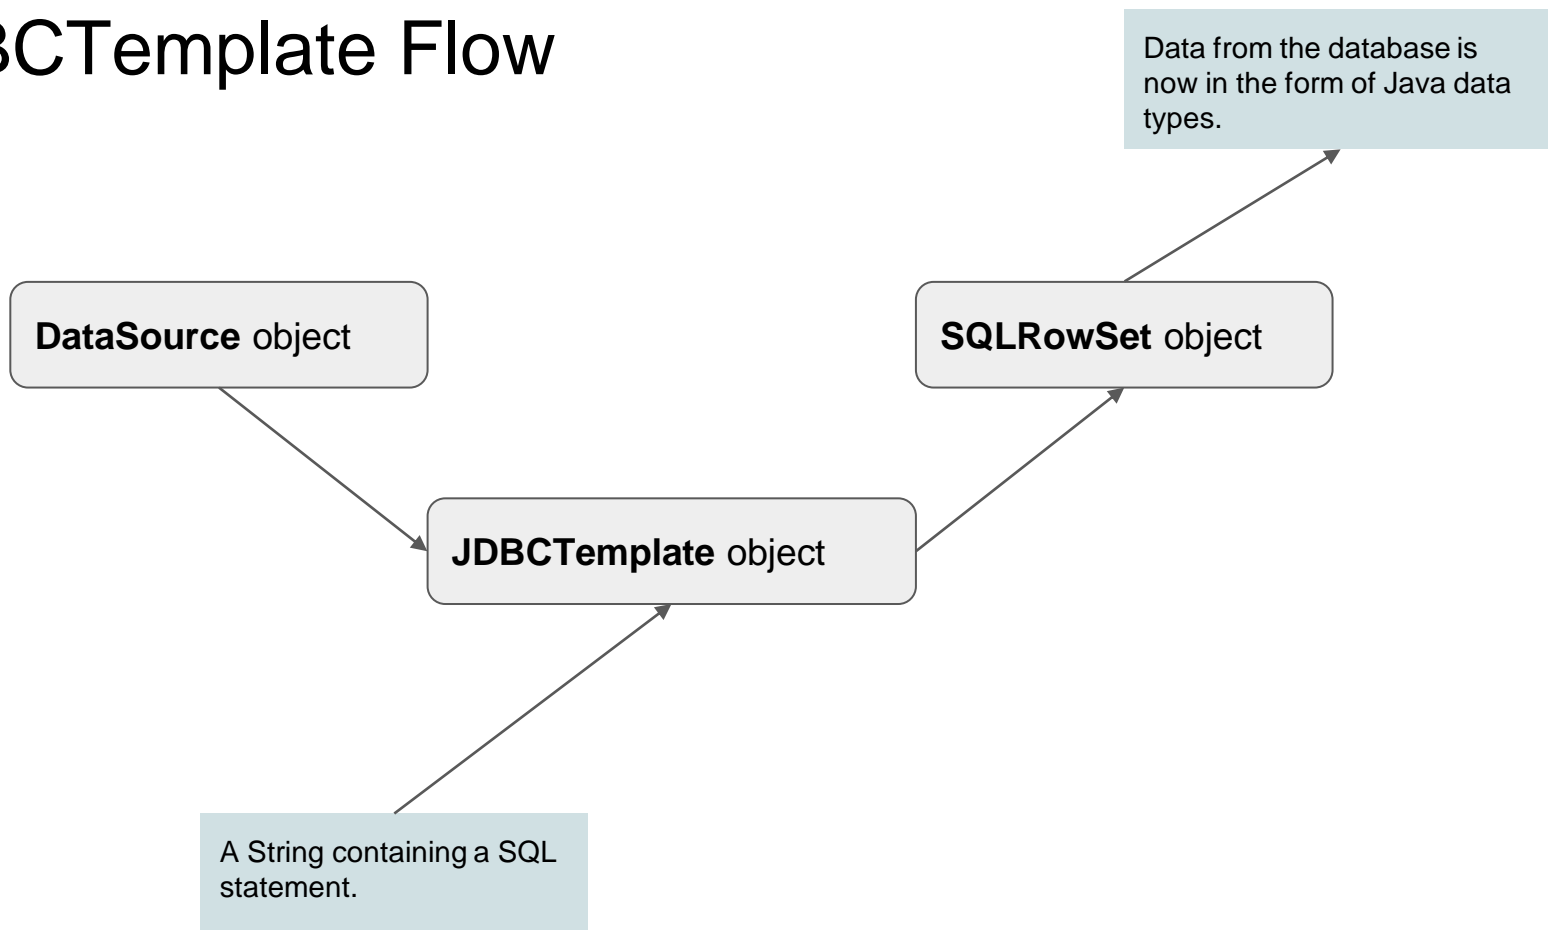 BCTemplate Flow
Data from the database is
now in the form of Java data
types.
DataSource object
SQLRowSet object
JDBCTemplate object
A String containing a SQL
statement.